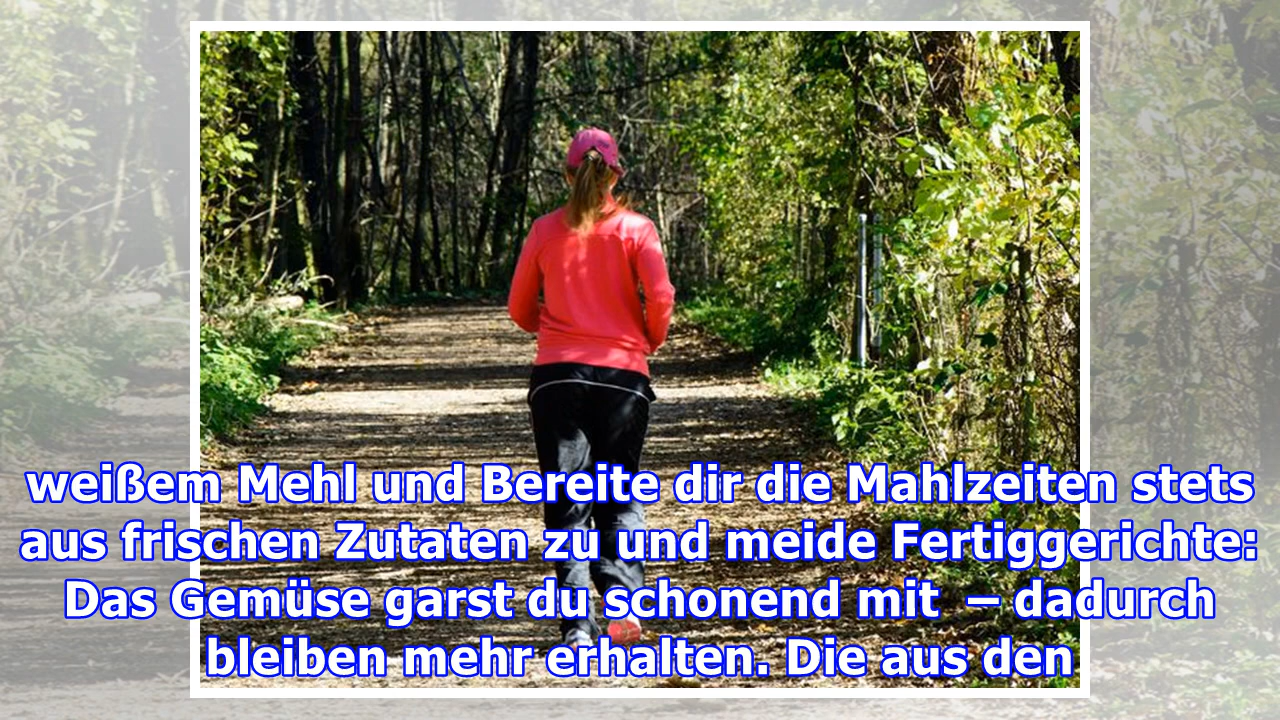 weißem Mehl und Bereite dir die Mahlzeiten stets
aus frischen Zutaten zu und meide Fertiggerichte:
Das Gemüse garst du schonend mit – dadurch
bleiben mehr erhalten. Die aus den